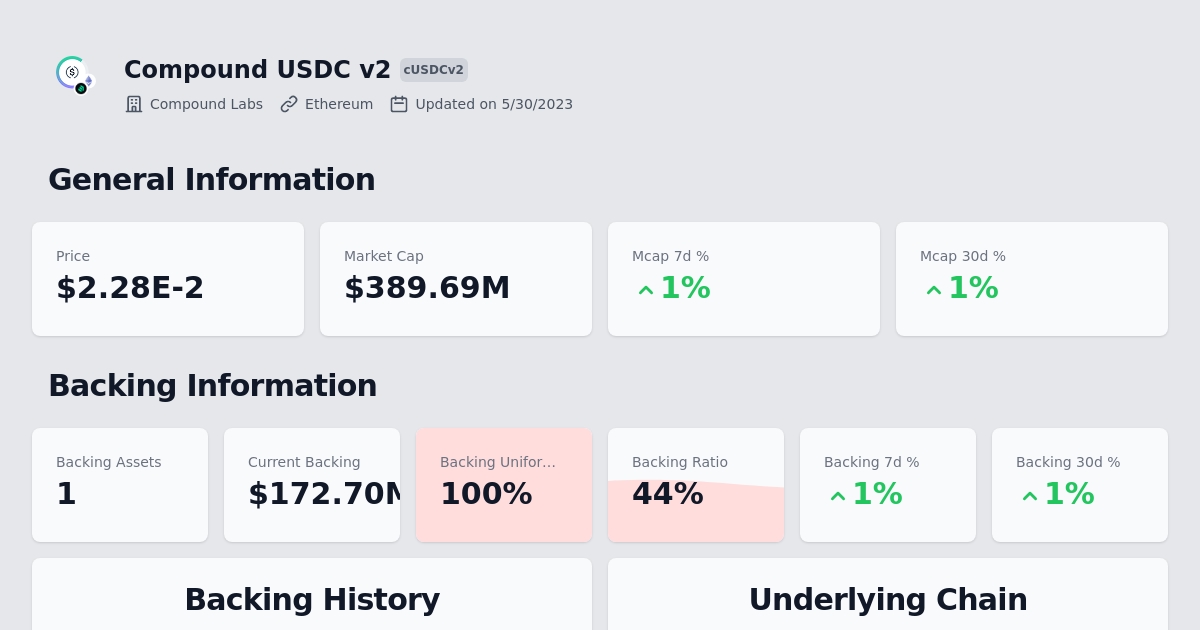 Compound USDC v2 cUSDCv2
Compound Labs Ethereum Updated on 5/30/2023
General Information
Price Market Cap Mcap 7d % Mcap 30d %
$2.28E-2 $389.69M 1% 1%
Backing Information
Backing Assets Current Backing Backing Unifor... Backing Ratio Backing 7d % Backing 30d %
1 $172.70M 100% 44% 1% 1%
Backing History Underlying Chain